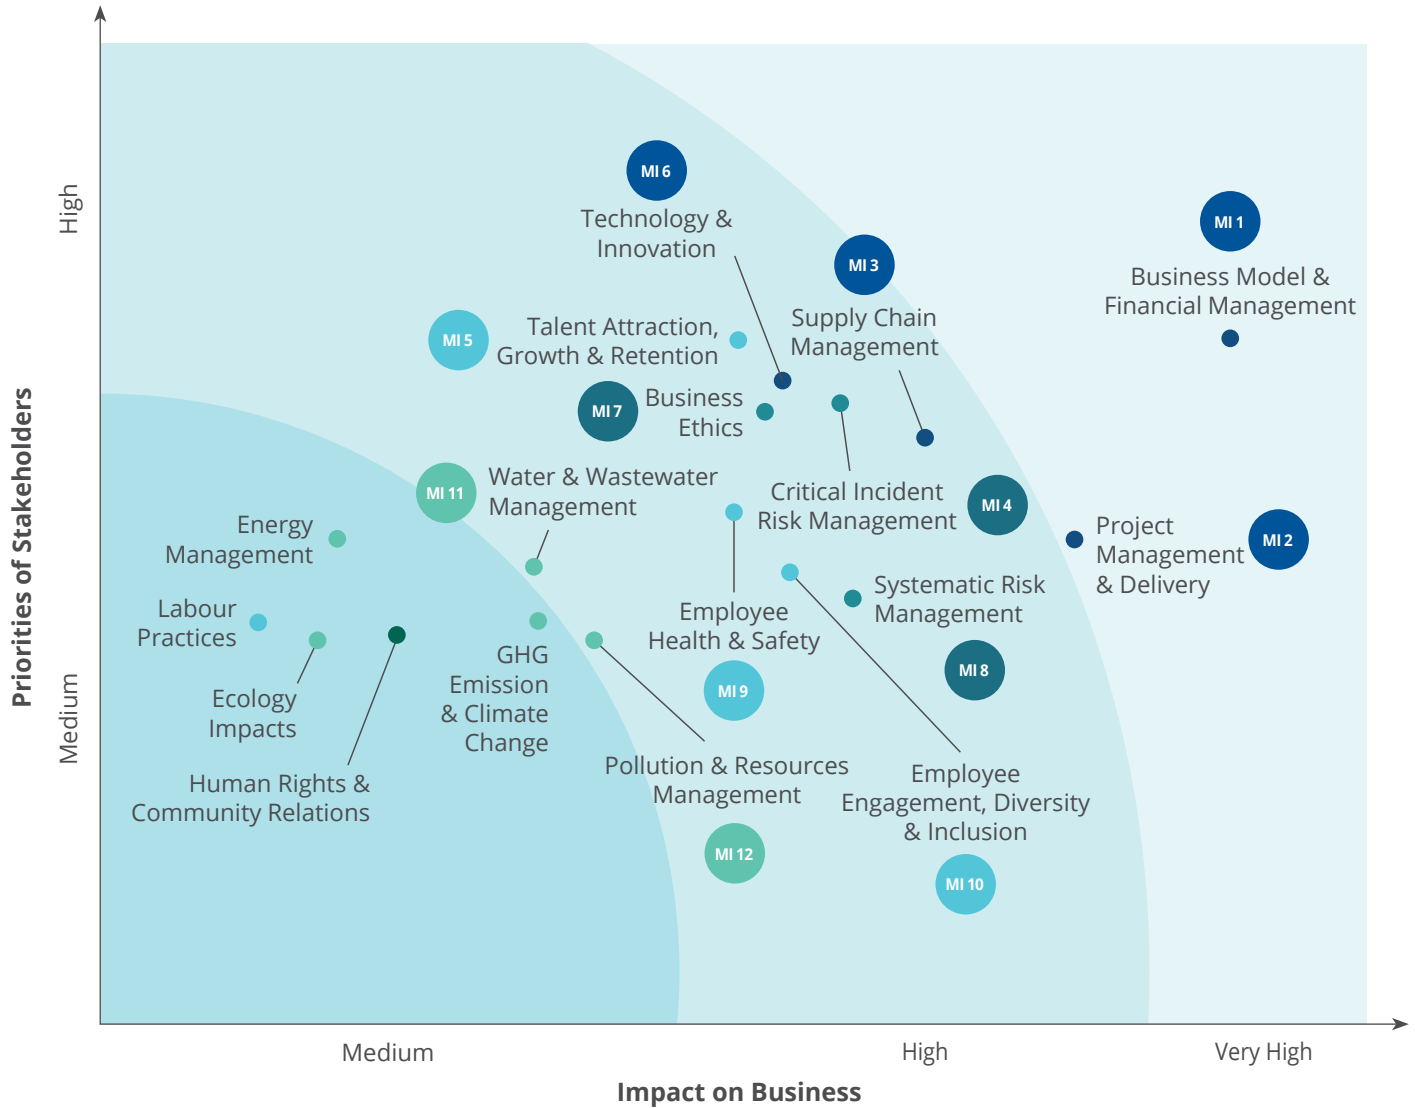 Priorities of Stakeholders
High
Medium
MI 6
Technology &
Innovation
MI 3
Supply Chain
Management
MI 1
Business Model &
Financial Management
MI 5
Talent Attraction,
Growth & Retention
MI 7
Business
Ethics
MI 11
Water & Wastewater
Management
Critical Incident
Risk Management
MI 4
Project
Management
& Delivery
MI 2
Energy
Management
Labour
Practices
Ecology
Impacts
Human Rights &
Community Relations
GHG
Emission
& Climate
Change
Employee
Health & Safety
MI 9
Systematic Risk
Management
MI 8
Pollution & Resources
Management
MI 12
Employee
Engagement, Diversity
& Inclusion
MI 10
Medium
High
Very High
Impact on Business